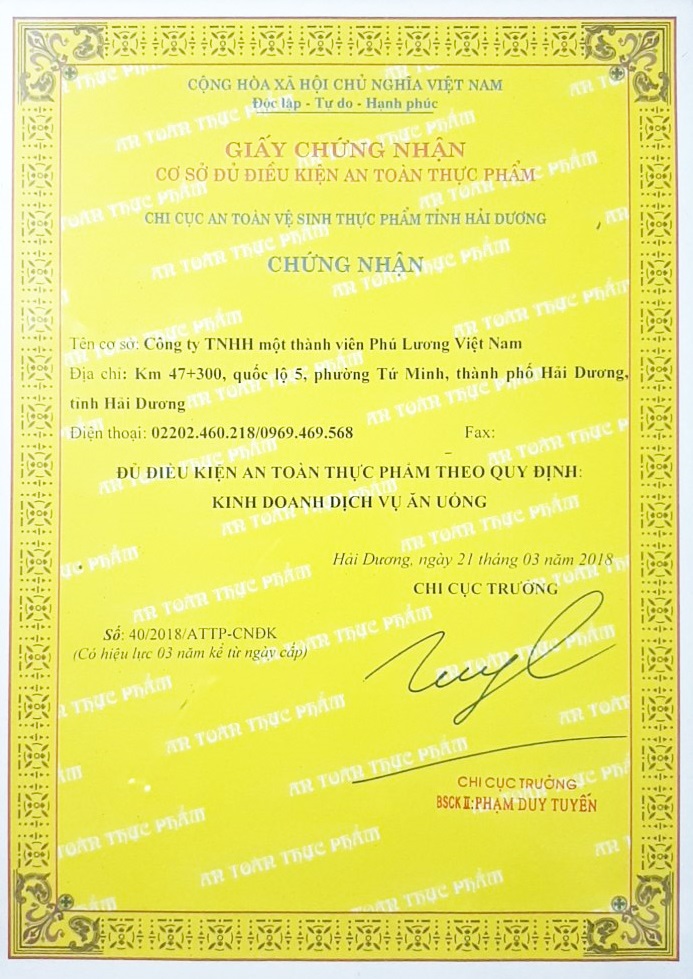 CỘNG HÒA XÃ HỘI CHỦ NGHĨA VIỆT NAM
Độc lập - Tự do - Hạnh phúc
GIẤY CHỨNG NHẬN
CƠ SỞ ĐỦ ĐIỀU KIỆN AN TOÀN THỰC PHẨM
CHI CỤC AN TOÀN VỆ SINH THỰC PHẨM TỈNH HẢI DƯƠNG
CHỨNG NHẬN
Tên cơ sở: Công ty TNHH một thành viên Phú Lương Việt Nam
Địa chỉ: Km 47+300, quốc lộ 5, phường Tứ Minh, thành phố Hải Dương,
tỉnh Hải Dương
Điện thoại: 02202.460.218/0969.469.568 Fax:
ĐỦ ĐIỀU KIỆN AN TOÀN THỰC PHẨM THEO QUY ĐỊNH:
KINH DOANH DỊCH VỤ ĂN UỐNG
Hải Dương, ngày 21 tháng 03 năm 2018
CHI CỤC TRƯỞNG
Số: 40/2018/ATTP-CNĐK
(Có hiệu lực 03 năm kể từ ngày cấp)
CHI CỤC TRƯỞNG
BSCK II: PHẠM DUY TUYẾN
AN TOÀN THỰC PHẨM